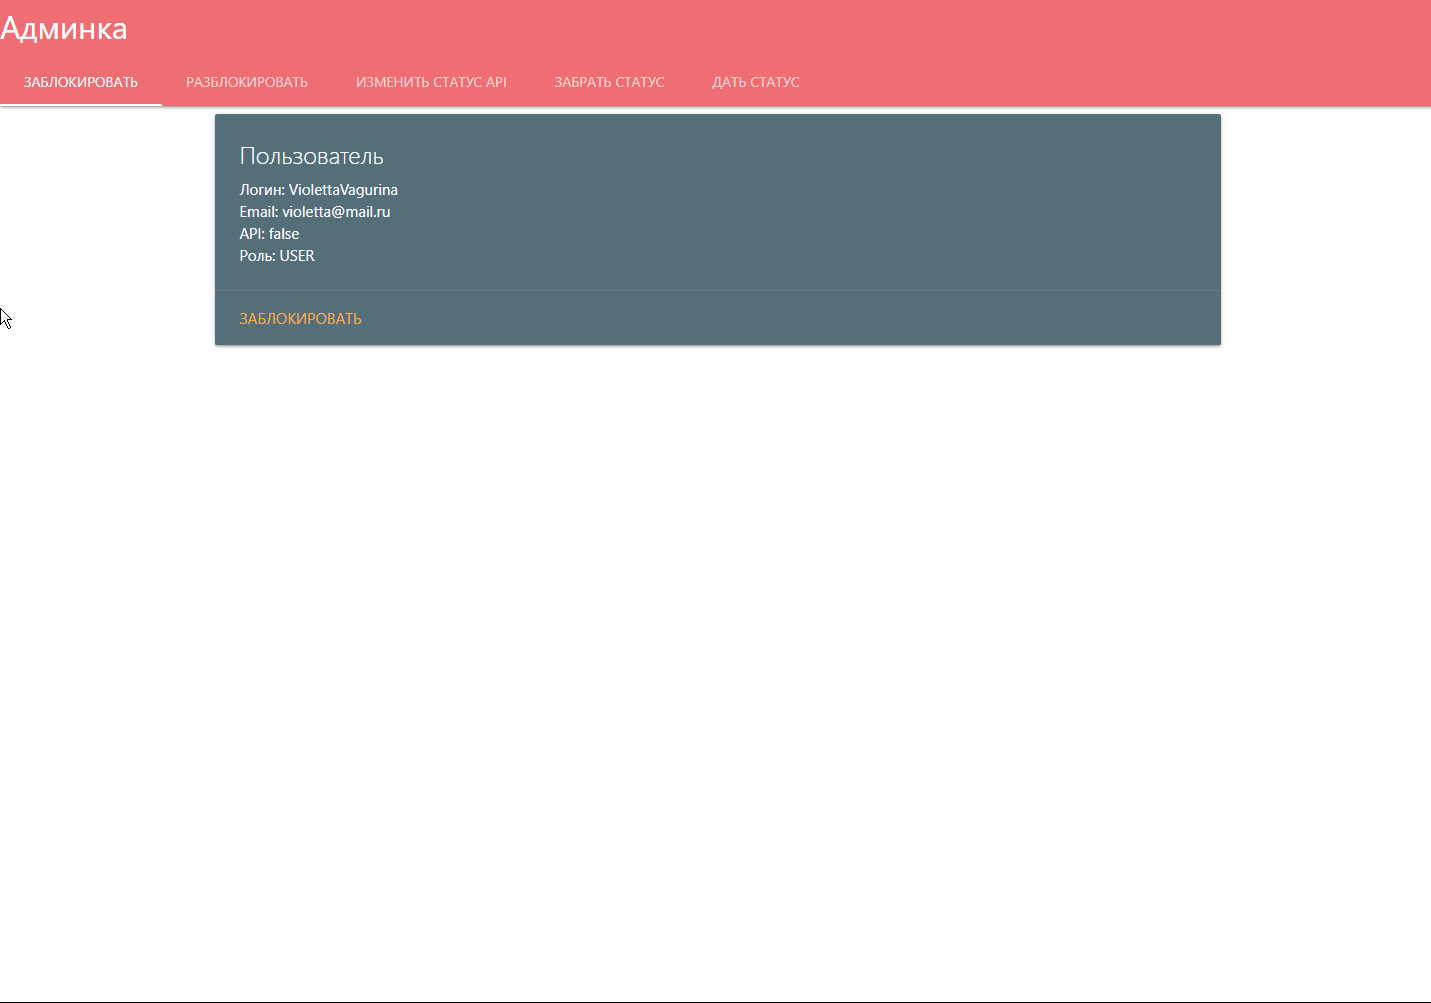 Админка
ЗАБЛОКИРОВАТЬ РАЗБЛОКИРОВАТЬ ИЗМЕНИТЬ СТАТУС API ЗАБРАТЬ СТАТУС ДАТЬ СТАТУС
Пользователь
Логин: ViolettaVagurina
Email: violetta@mail.ru
API: false
Роль: USER
ЗАБЛОКИРОВАТЬ